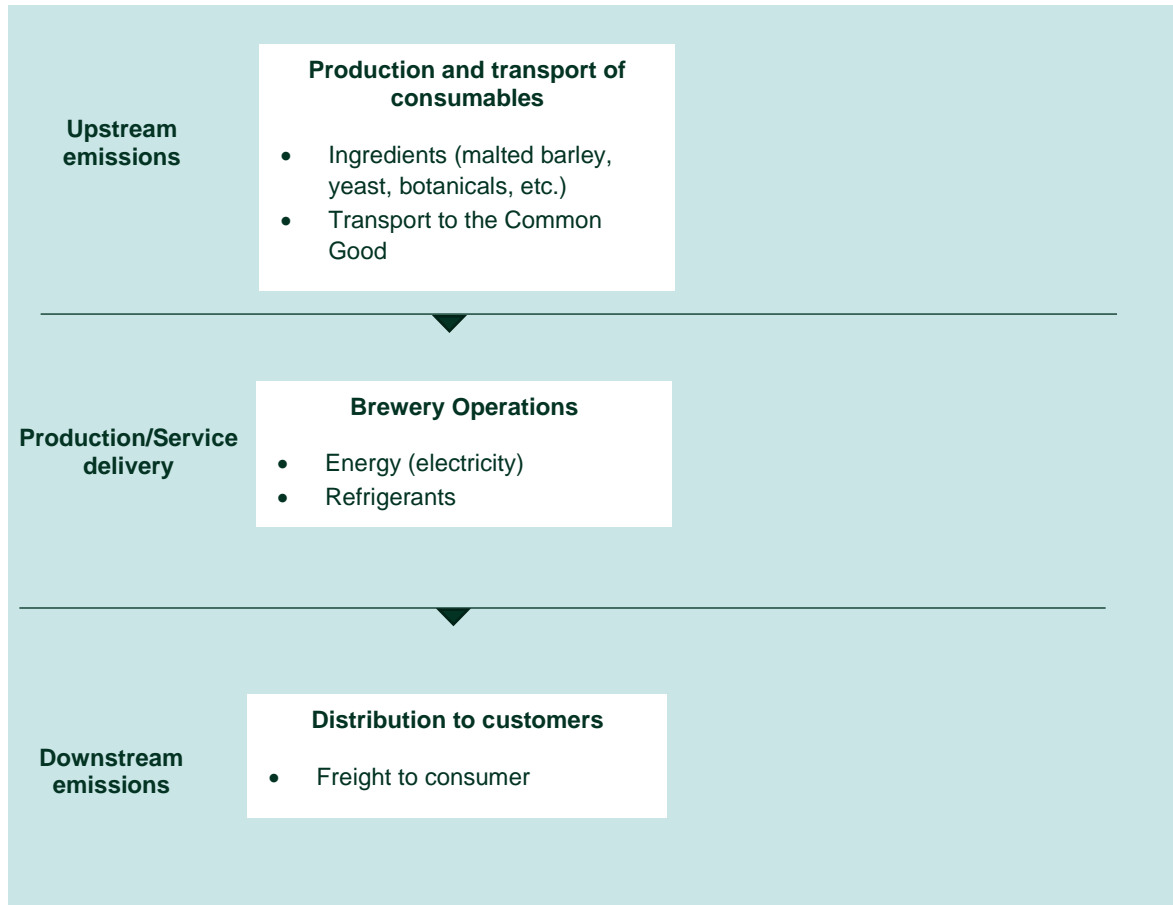 Upstream
emissions
Production and transport of
consumables
• Ingredients (malted barley,
yeast, botanicals, etc.)
• Transport to the Common
Good
Production/Service
delivery
Brewery Operations
• Energy (electricity)
• Refrigerants
Downstream
emissions
Distribution to customers
• Freight to consumer